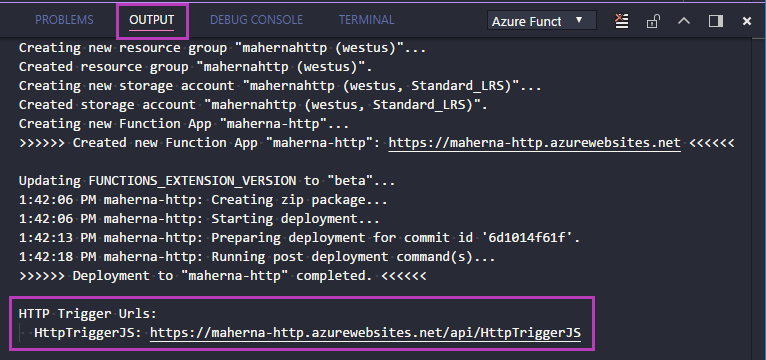 PROBLEMS OUTPUT DEBUG CONSOLE TERMINAL Azure Funct
Creating new resource group "mahernahttp (westus)"...
Created resource group "mahernahttp (westus)".
Creating new storage account "mahernahttp (westus, Standard_LRS)"...
Created storage account "mahernahttp (westus, Standard_LRS)".
Creating new Function App "maherna-http"...
>>>>>> Created new Function App "maherna-http": https://maherna-http.azurewebsites.net <<<<<<
Updating FUNCTIONS_EXTENSION_VERSION to "beta"...
1:42:06 PM maherna-http: Creating zip package...
1:42:06 PM maherna-http: Starting deployment...
1:42:13 PM maherna-http: Preparing deployment for commit id '6d1014f61f'.
1:42:18 PM maherna-http: Running post deployment command(s)...
>>>>>> Deployment to "maherna-http" completed. <<<<<<
HTTP Trigger Urls:
HttpTriggerJS: https://maherna-http.azurewebsites.net/api/HttpTriggerJS